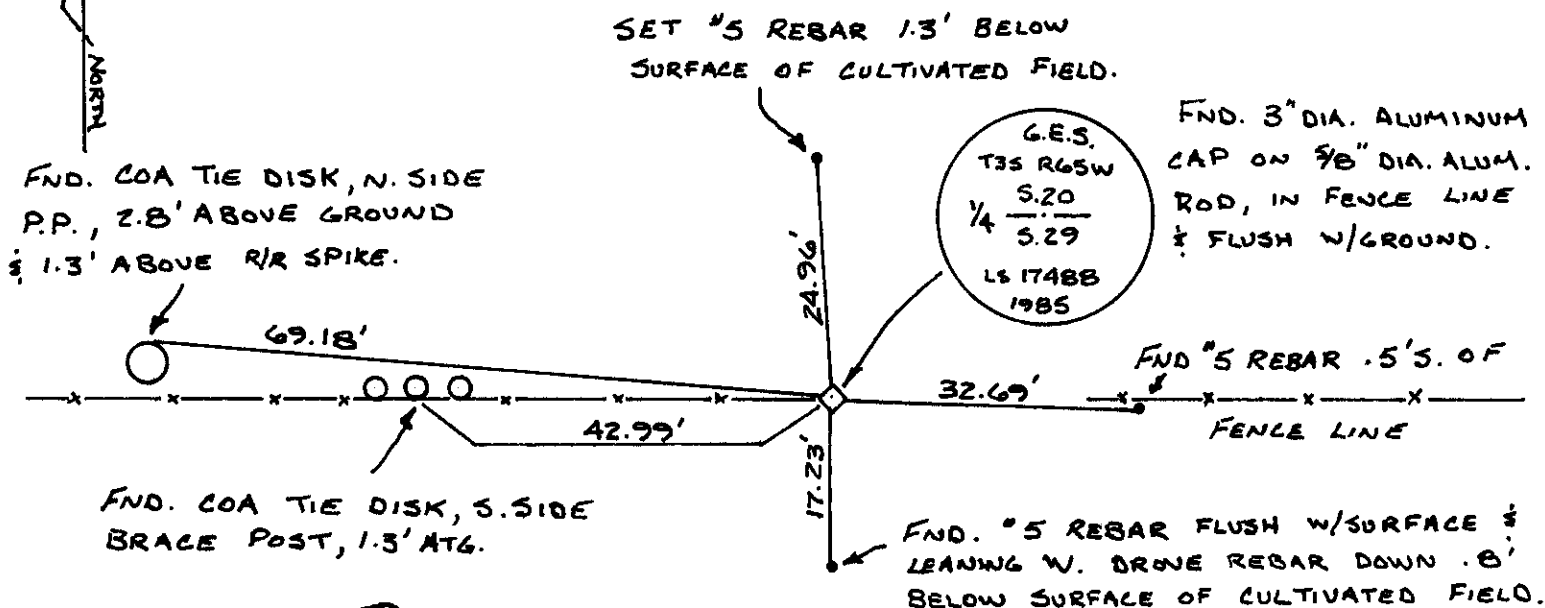 NORTH
SET #5 REBAR 1.3' BELOW
SURFACE OF CULTIVATED FIELD.
FND. COA TIE DISK, N. SIDE
P.P., 2.8' ABOVE GROUND
& 1.3' ABOVE R/R SPIKE.
G.E.S.
T3S R65W
1/4 S.20
S.29
LS 17488
1985
FND. 3" DIA. ALUMINUM
CAP ON 5/8" DIA. ALUM.
ROD, IN FENCE LINE
& FLUSH W/GROUND.
24.96'
69.18'
32.69'
FND #5 REBAR .5'S. OF
FENCE LINE
42.99'
17.23'
FND. COA TIE DISK, S.SIDE
BRACE POST, 1.3' ATG.
FND. #5 REBAR FLUSH W/SURFACE &
LEANING W. DROVE REBAR DOWN .8'
BELOW SURFACE OF CULTIVATED FIELD.